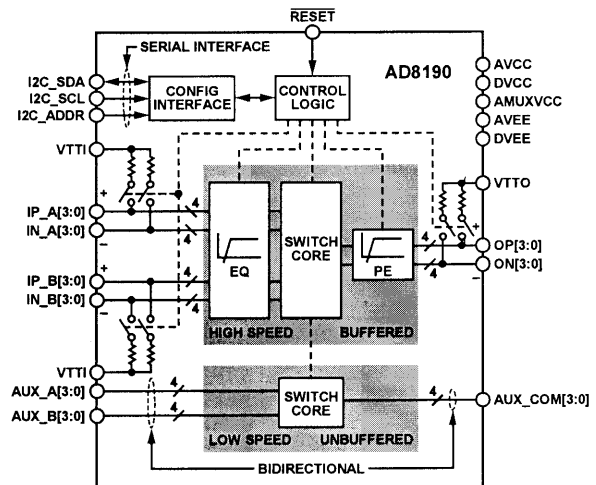 RESET
SERIAL INTERFACE
I2C_SDA
I2C_SCL
I2C_ADDR
CONFIG
INTERFACE
CONTROL
LOGIC
AD8190
AVCC
DVCC
AMUXVCC
AVEE
DVEE
VTTI
VTTO
+
+
IP_A[3:0]
4
IN_A[3:0]
4
–
EQ
SWITCH
CORE
PE
4
OP[3:0]
4
ON[3:0]
–
+
IP_B[3:0]
4
IN_B[3:0]
4
–
HIGH SPEED
BUFFERED
VTTI
AUX_A[3:0]
4
AUX_B[3:0]
4
SWITCH
CORE
4
AUX_COM[3:0]
LOW SPEED
UNBUFFERED
BIDIRECTIONAL